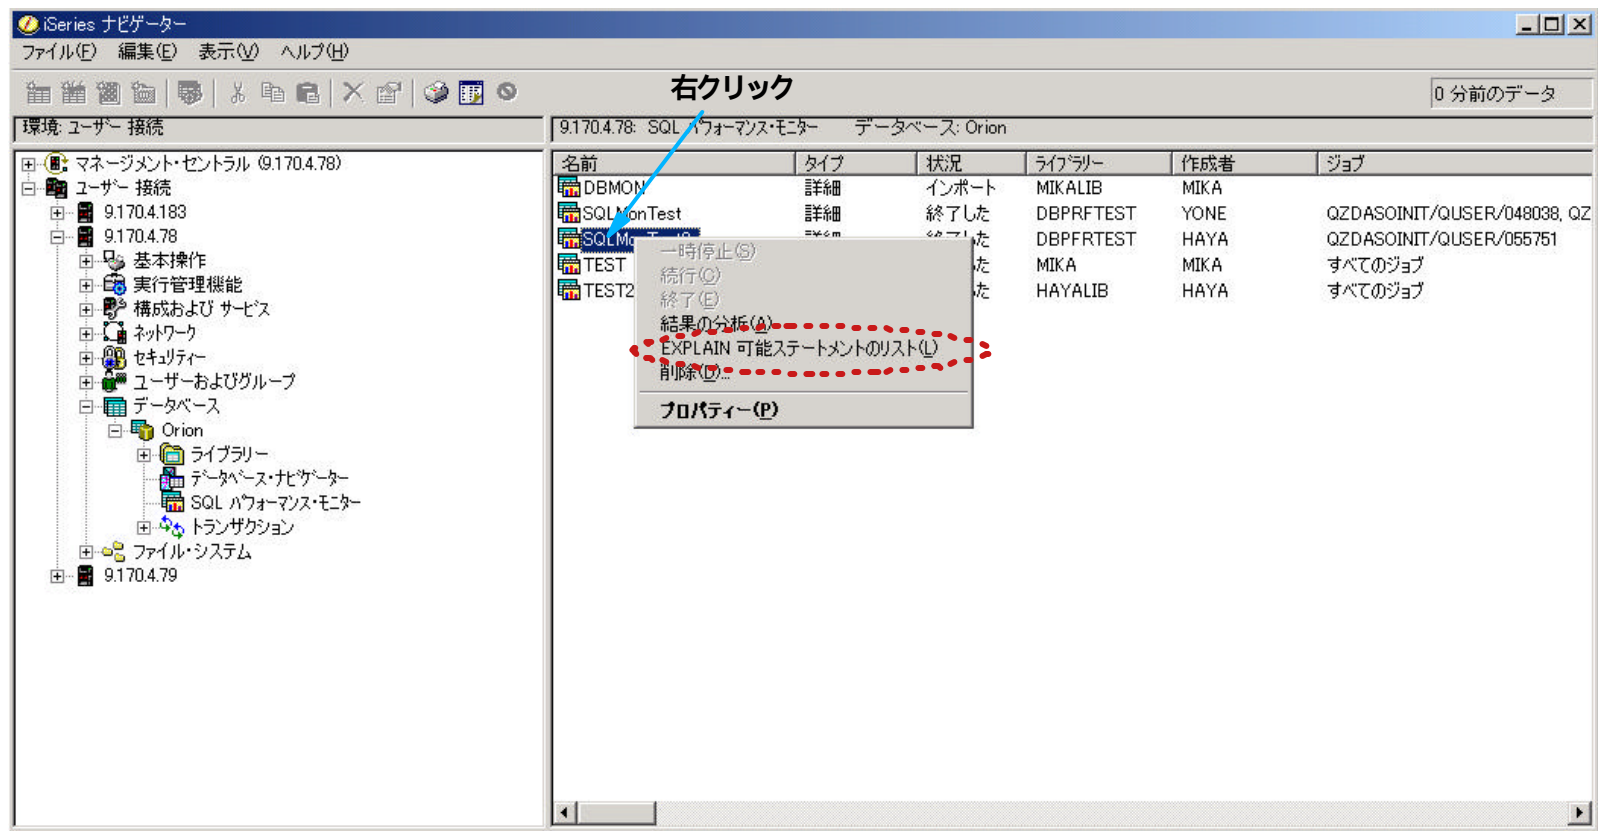 iSeries ナビゲーター
ファイル(F) 編集(E) 表示(V) ヘルプ(H)
右クリック
0 分前のデータ
環境: ユーザー 接続
9.170.4.78: SQL パフォーマンス・モニター データベース: Orion
マネージメント・セントラル (9.170.4.78)
ユーザー 接続
9.170.4.183
9.170.4.78
基本操作
実行管理機能
構成および サービス
ネットワーク
セキュリティー
ユーザーおよびグループ
データベース
Orion
ライブラリー
データベース・ナビゲーター
SQL パフォーマンス・モニター
トランザクション
ファイル・システム
9.170.4.79
名前 タイプ 状況 ライブラリー 作成者 ジョブ
DBMON 詳細 インポート MIKALIB MIKA
SQLMonTest 詳細 終了した DBPRFTEST YONE QZDASOINIT/QUSER/048038, QZ
詳細 終了した DBPFRTEST HAYA QZDASOINIT/QUSER/055751
TEST した MIKA MIKA すべてのジョブ
TEST2 した HAYALIB HAYA すべてのジョブ
一時停止(S)
続行(C)
終了(E)
結果の分析(A)
EXPLAIN 可能ステートメントのリスト(L)
削除(D)...
プロパティー(P)